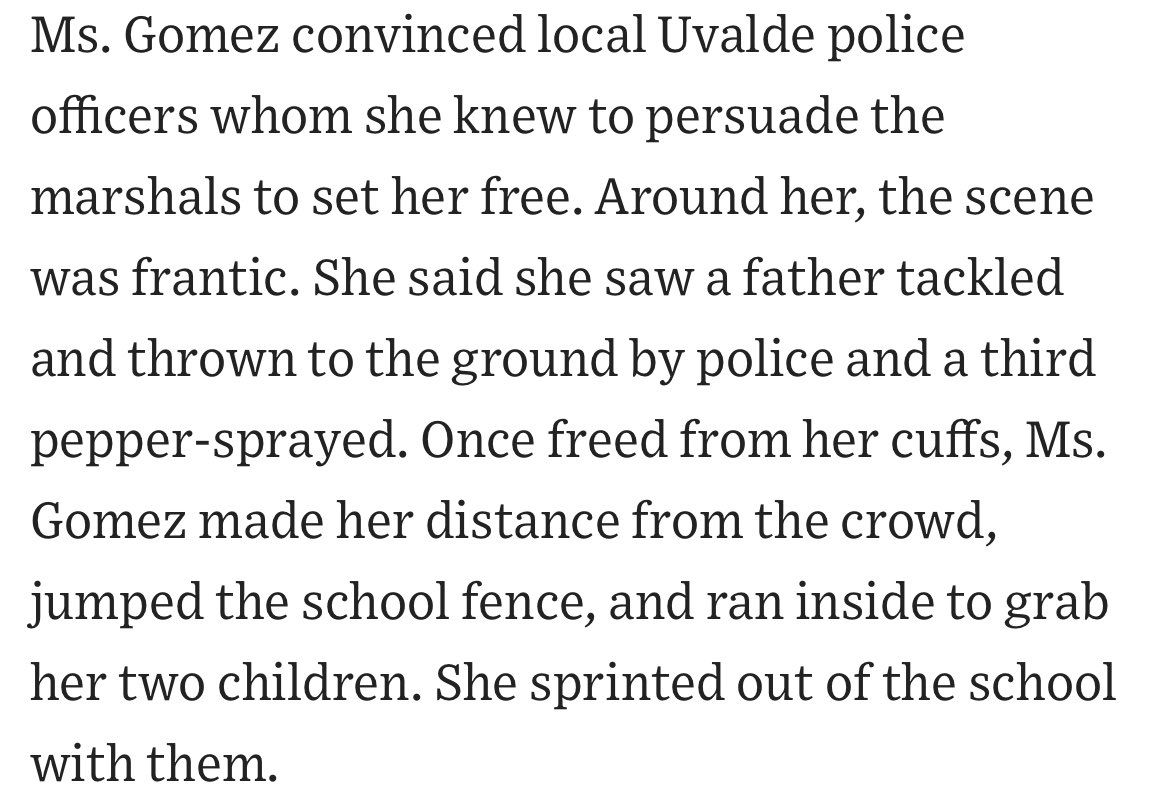 Ms. Gomez convinced local Uvalde police
officers whom she knew to persuade the
marshals to set her free. Around her, the scene
was frantic. She said she saw a father tackled
and thrown to the ground by police and a third
pepper-sprayed. Once freed from her cuffs, Ms.
Gomez made her distance from the crowd,
jumped the school fence, and ran inside to grab
her two children. She sprinted out of the school
with them.